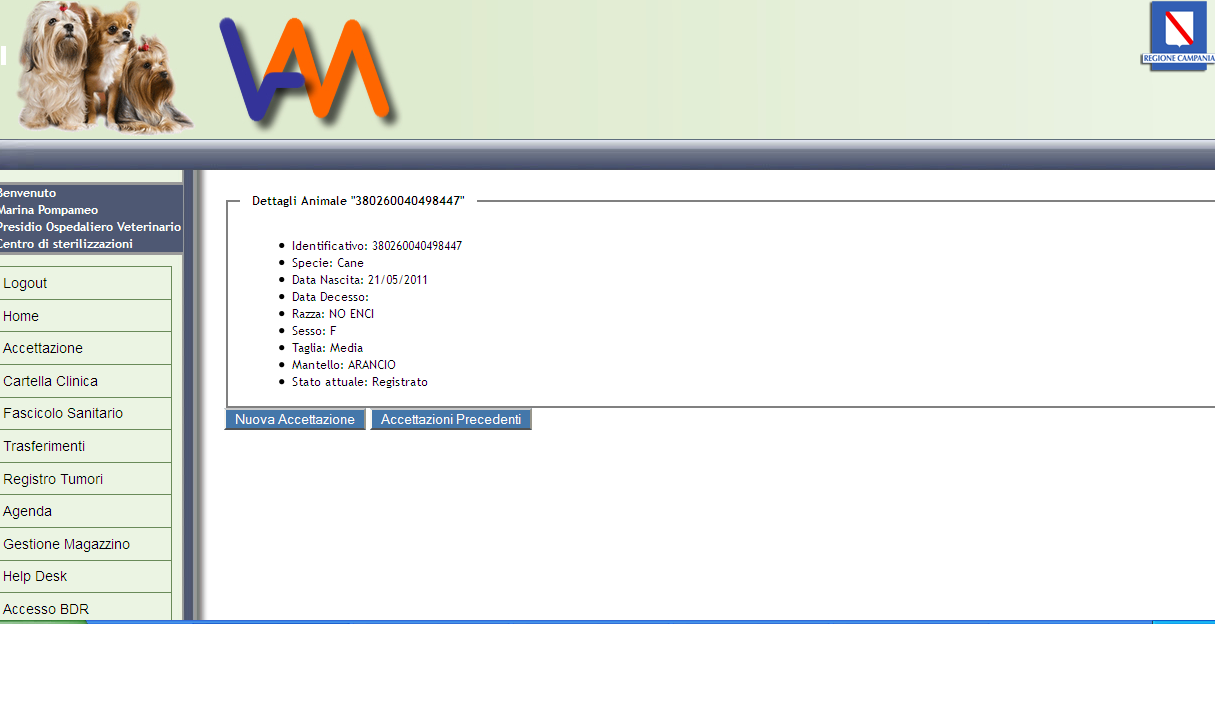 VAM
REGIONE CAMPANIA
Benvenuto
Marina Pompameo
Presidio Ospedaliero Veterinario
Centro di sterilizzazioni
Logout
Home
Accettazione
Cartella Clinica
Fascicolo Sanitario
Trasferimenti
Registro Tumori
Agenda
Gestione Magazzino
Help Desk
Accesso BDR
Dettagli Animale "380260040498447"
Identificativo: 380260040498447
Specie: Cane
Data Nascita: 21/05/2011
Data Decesso:
Razza: NO ENCI
Sesso: F
Taglia: Media
Mantello: ARANCIO
Stato attuale: Registrato
Nuova Accettazione Accettazioni Precedenti